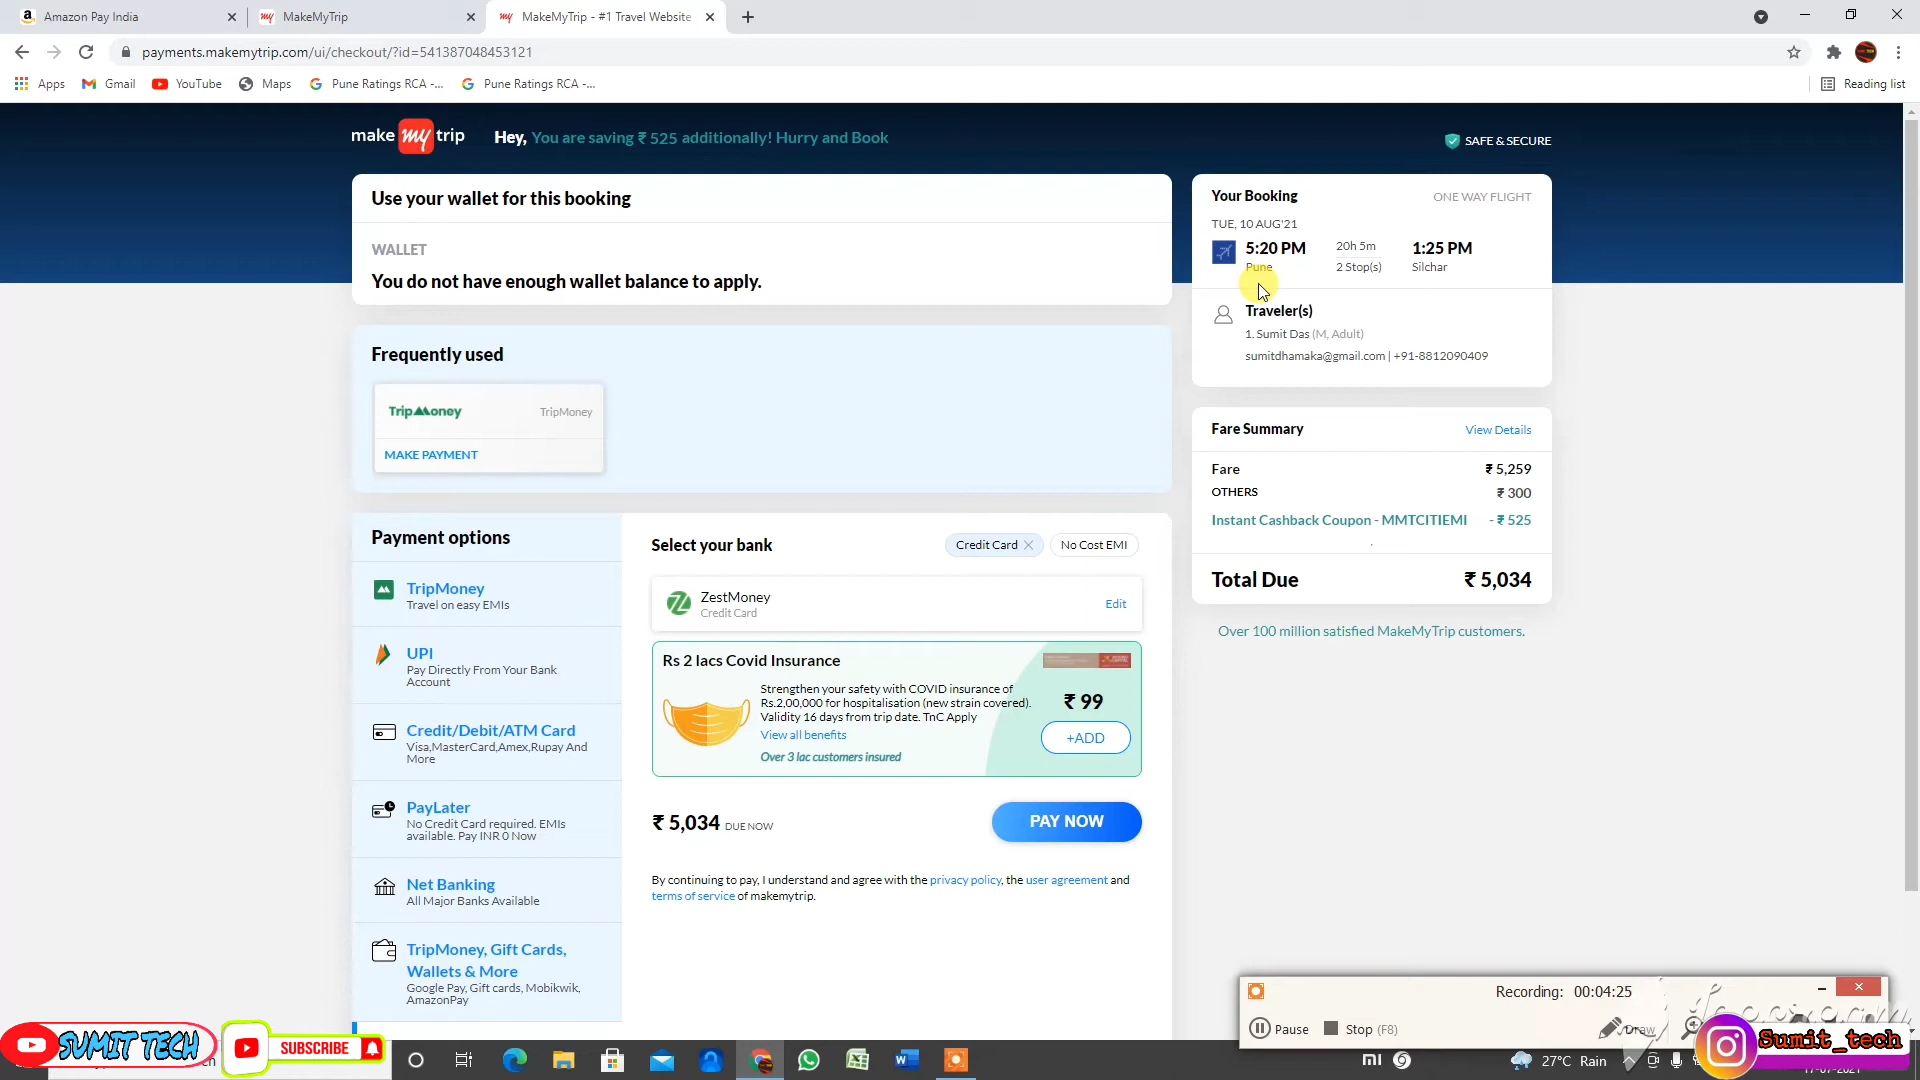 Amazon Pay India
MakeMyTrip
MakeMyTrip - #1 Travel Website
payments.makemytrip.com/ui/checkout/?id=541387048453121
Apps
Gmail
YouTube
Maps
Pune Ratings RCA -...
Pune Ratings RCA -...
Reading list
make my trip
Hey, You are saving ₹ 525 additionally! Hurry and Book
SAFE & SECURE
Use your wallet for this booking
WALLET
You do not have enough wallet balance to apply.
Your Booking
ONE WAY FLIGHT
TUE, 10 AUG'21
5:20 PM 20h 5m 1:25 PM
Pune 2 Stop(s) Silchar
Traveler(s)
1. Sumit Das (M, Adult)
sumitdhamaka@gmail.com | +91-8812090409
Frequently used
TripMoney TripMoney
MAKE PAYMENT
Fare Summary View Details
Fare ₹ 5,259
OTHERS ₹ 300
Instant Cashback Coupon - MMTCITIEMI - ₹ 525
Total Due ₹ 5,034
Over 100 million satisfied MakeMyTrip customers.
Payment options
TripMoney
Travel on easy EMIs
UPI
Pay Directly From Your Bank
Account
Credit/Debit/ATM Card
Visa,MasterCard,Amex,Rupay And
More
PayLater
No Credit Card required. EMIs
available. Pay INR 0 Now
Net Banking
All Major Banks Available
TripMoney, Gift Cards,
Wallets & More
Google Pay, Gift cards, Mobikwik,
AmazonPay
Select your bank
Credit Card
No Cost EMI
ZestMoney
Credit Card
Edit
Rs 2 lacs Covid Insurance
Strengthen your safety with COVID insurance of
Rs.2,00,000 for hospitalisation (new strain covered).
Validity 16 days from trip date. TnC Apply
View all benefits
Over 3 lac customers insured
₹ 99
+ADD
₹ 5,034 DUE NOW
PAY NOW
By continuing to pay, I understand and agree with the privacy policy, the user agreement and
terms of service of makemytrip.
Recording: 00:04:25
Pause
Stop (F8)
Draw
SUMIT TECH
SUBSCRIBE
Sumit_tech
mi
27°C Rain